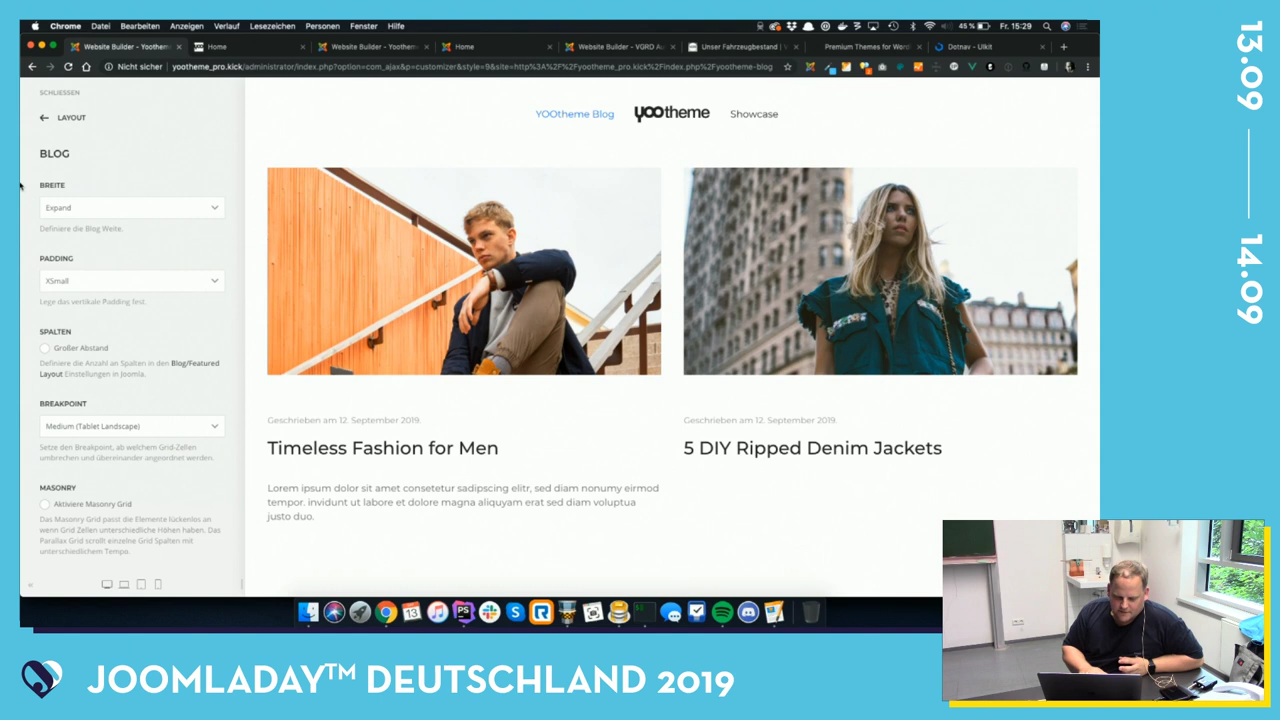 Chrome Datei Bearbeiten Anzeigen Verlauf Lesezeichen Personen Fenster Hilfe
45 % Fr. 15:29
Website Builder - Yoothem
Home
Website Builder - Yoothem
Home
Website Builder - VGRD A
Unser Fahrzeugbestand |
Premium Themes for Word
Dotnav - UIkit
Nicht sicher | yootheme_pro.kick/administrator/index.php?option=com_ajax&p=customizer&style=9&site=http%3A%2F%2Fyootheme_pro.kick%2Findex.php%2Fyootheme-blog
SCHLIESSEN
LAYOUT
BLOG
BREITE
Expand
Definiere die Blog Weite.
PADDING
XSmall
Lege das vertikale Padding fest.
SPALTEN
Großer Abstand
Definiere die Anzahl an Spalten in den Blog/Featured
Layout Einstellungen in Joomla.
BREAKPOINT
Medium (Tablet Landscape)
Setze den Breakpoint, ab welchem Grid-Zellen
umbrechen und übereinander angeordnet werden.
MASONRY
Aktiviere Masonry Grid
Das Masonry Grid passt die Elemente lückenlos an
wenn Grid Zellen unterschiedliche Höhen haben. Das
Parallax Grid scrollt einzelne Grid Spalten mit
unterschiedlichem Tempo.
YOOtheme Blog
yootheme
Showcase
Geschrieben am 12. September 2019.
Timeless Fashion for Men
Lorem ipsum dolor sit amet consetetur sadipscing elitr, sed diam nonumy eirmod
tempor. invidunt ut labore et dolore magna aliquyam erat sed diam voluptua
justo duo.
Geschrieben am 12. September 2019.
5 DIY Ripped Denim Jackets
13.09
14.09
JOOMLADAY™ DEUTSCHLAND 2019